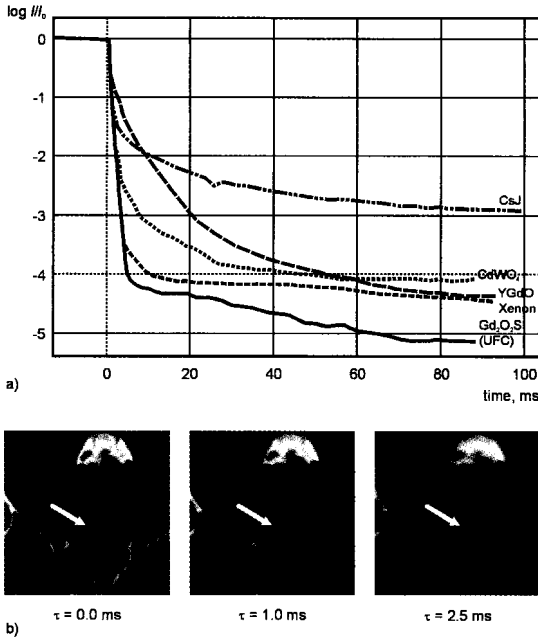 log I/I₀
0
-1
-2
CsJ
-3
CdWO₄
-4
YGdO
Xenon
Gd₂O₂S
-5
(UFC)
0 20 40 60 80 100
a)
time, ms
τ = 0.0 ms τ = 1.0 ms τ = 2.5 ms
b)